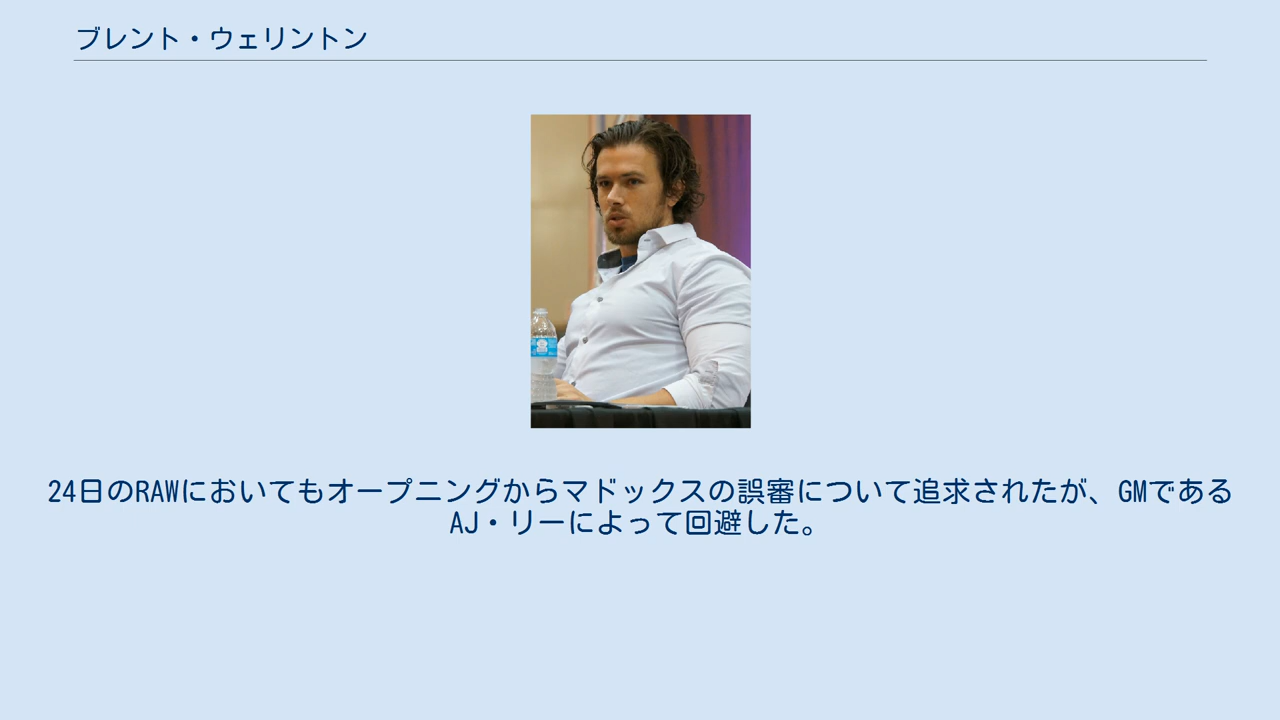 ブレント・ウェリントン
24日のRAWにおいてもオープニングからマドックスの誤審について追求されたが、GMである
AJ・リーによって回避した。